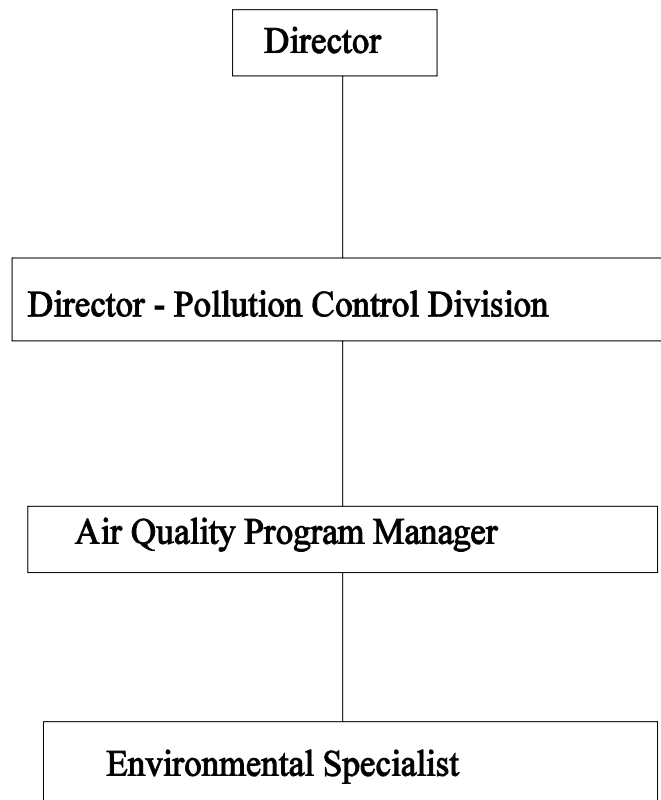 Director
Director - Pollution Control Division
Air Quality Program Manager
Environmental Specialist